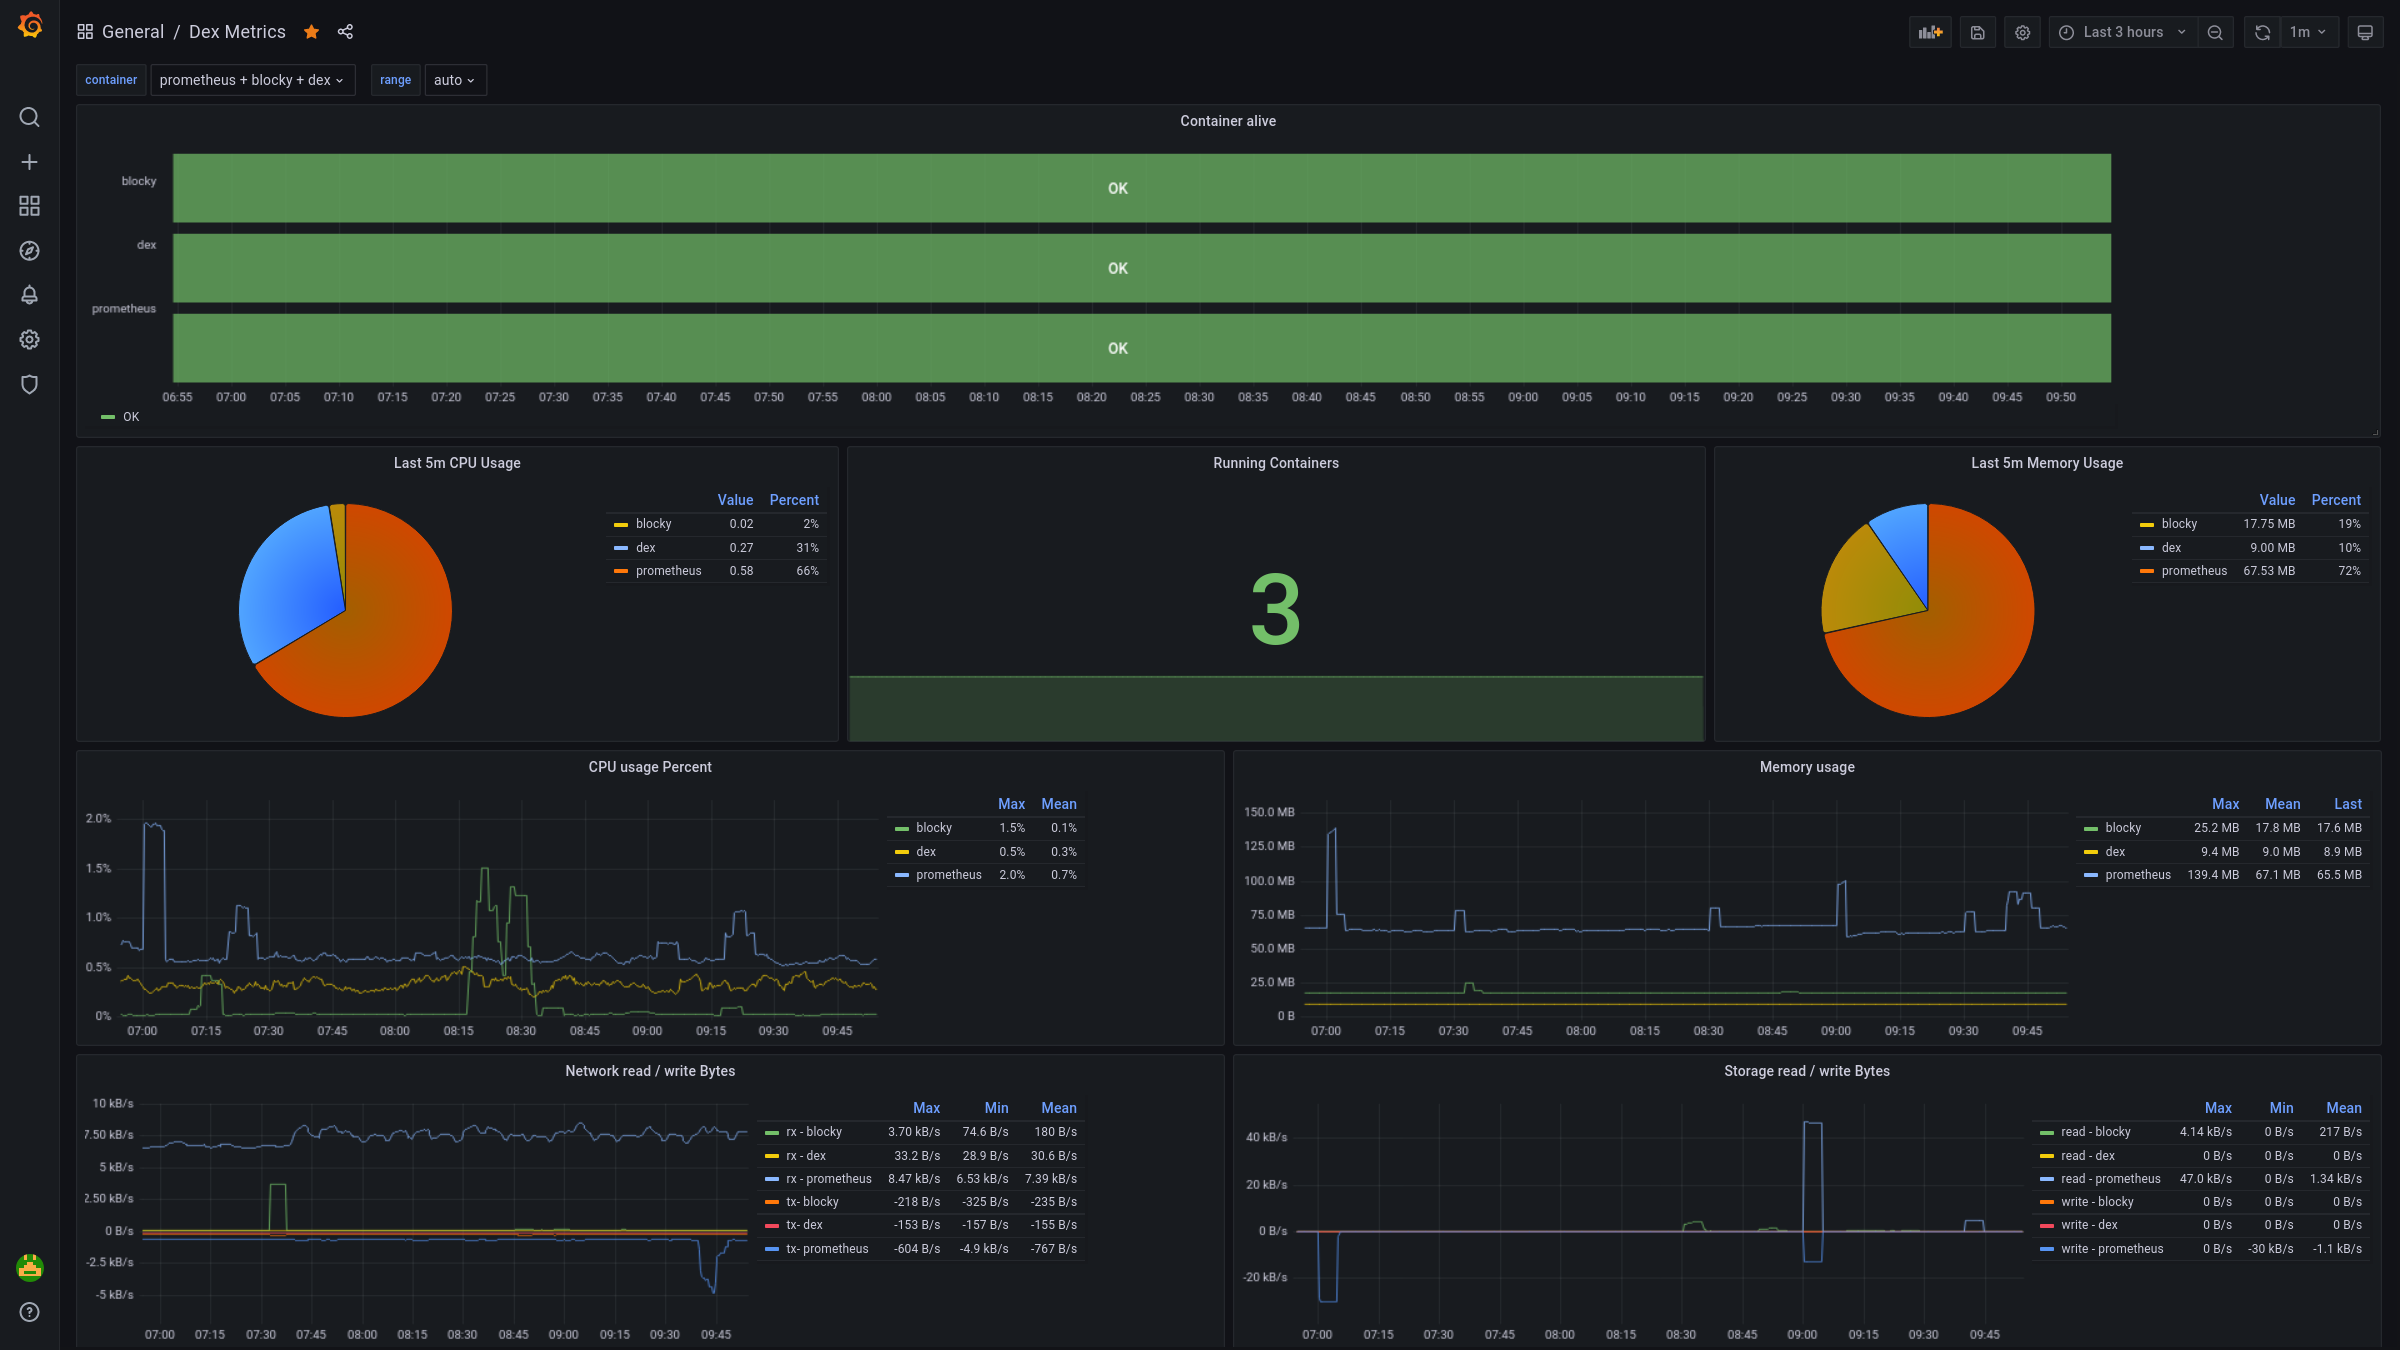 General / Dex Metrics
Last 3 hours
1m
container prometheus + blocky + dex range auto
Container alive
blocky OK
dex OK
prometheus OK
06:55 07:00 07:05 07:10 07:15 07:20 07:25 07:30 07:35 07:40 07:45 07:50 07:55 08:00 08:05 08:10 08:15 08:20 08:25 08:30 08:35 08:40 08:45 08:50 08:55 09:00 09:05 09:10 09:15 09:20 09:25 09:30 09:35 09:40 09:45 09:50
OK
Last 5m CPU Usage
Value Percent
blocky 0.02 2%
dex 0.27 31%
prometheus 0.58 66%
Running Containers
3
Last 5m Memory Usage
Value Percent
blocky 17.75 MB 19%
dex 9.00 MB 10%
prometheus 67.53 MB 72%
CPU usage Percent
2.0%
1.5%
1.0%
0.5%
0%
07:00 07:15 07:30 07:45 08:00 08:15 08:30 08:45 09:00 09:15 09:30 09:45
Max Mean
blocky 1.5% 0.1%
dex 0.5% 0.3%
prometheus 2.0% 0.7%
Memory usage
150.0 MB
125.0 MB
100.0 MB
75.0 MB
50.0 MB
25.0 MB
0 B
07:00 07:15 07:30 07:45 08:00 08:15 08:30 08:45 09:00 09:15 09:30 09:45
Max Mean Last
blocky 25.2 MB 17.8 MB 17.6 MB
dex 9.4 MB 9.0 MB 8.9 MB
prometheus 139.4 MB 67.1 MB 65.5 MB
Network read / write Bytes
10 kB/s
7.50 kB/s
5 kB/s
2.50 kB/s
0 B/s
-2.5 kB/s
-5 kB/s
07:00 07:15 07:30 07:45 08:00 08:15 08:30 08:45 09:00 09:15 09:30 09:45
Max Min Mean
rx - blocky 3.70 kB/s 74.6 B/s 180 B/s
rx - dex 33.2 B/s 28.9 B/s 30.6 B/s
rx - prometheus 8.47 kB/s 6.53 kB/s 7.39 kB/s
tx- blocky -218 B/s -325 B/s -235 B/s
tx- dex -153 B/s -157 B/s -155 B/s
tx- prometheus -604 B/s -4.9 kB/s -767 B/s
Storage read / write Bytes
40 kB/s
20 kB/s
0 B/s
-20 kB/s
07:00 07:15 07:30 07:45 08:00 08:15 08:30 08:45 09:00 09:15 09:30 09:45
Max Min Mean
read - blocky 4.14 kB/s 0 B/s 217 B/s
read - dex 0 B/s 0 B/s 0 B/s
read - prometheus 47.0 kB/s 0 B/s 1.34 kB/s
write - blocky 0 B/s 0 B/s 0 B/s
write - dex 0 B/s 0 B/s 0 B/s
write - prometheus 0 B/s -30 kB/s -1.1 kB/s